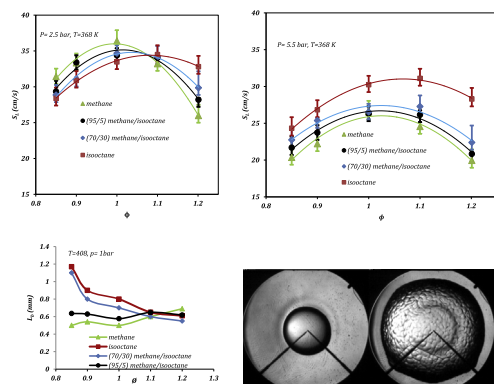 40
35
30
25
20
15
0.8
0.9
1
1.1
1.2
S_L (cm/s)
ϕ
P= 2.5 bar, T=368 K
methane
(95/5) methane/isooctane
(70/30) methane/isooctane
isooctane
40
35
30
25
20
15
0.8
0.9
1
1.1
1.2
S_L (cm/s)
ϕ
P= 5.5 bar, T=368 K
methane
(95/5) methane/isooctane
(70/30) methane/isooctane
isooctane
1.4
1.2
1
0.8
0.6
0.4
0.2
0
0.8
0.9
1
1.1
1.2
1.3
L_b (mm)
Ø
T=408, p= 1bar
methane
isooctane
(70/30) methane/isooctane
(95/5) methane/isooctane